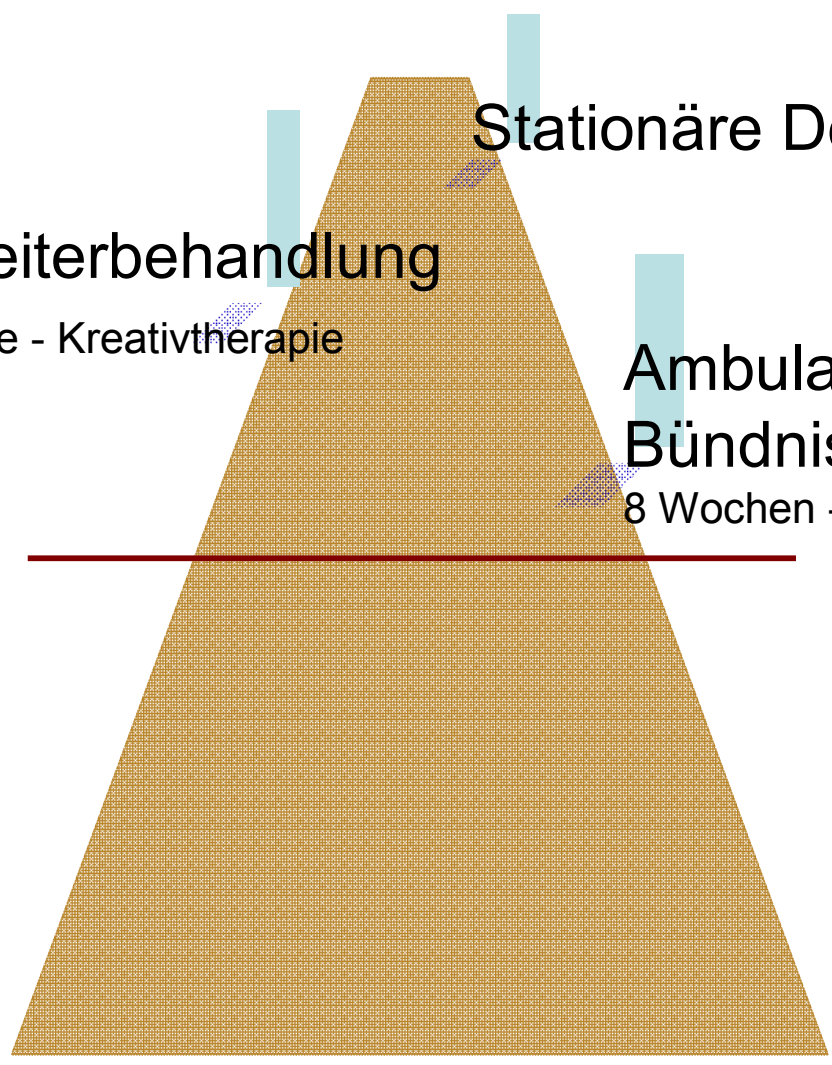 Stationäre De
eiterbehandlung
e - Kreativtherapie
Ambula
Bündnis
8 Wochen -